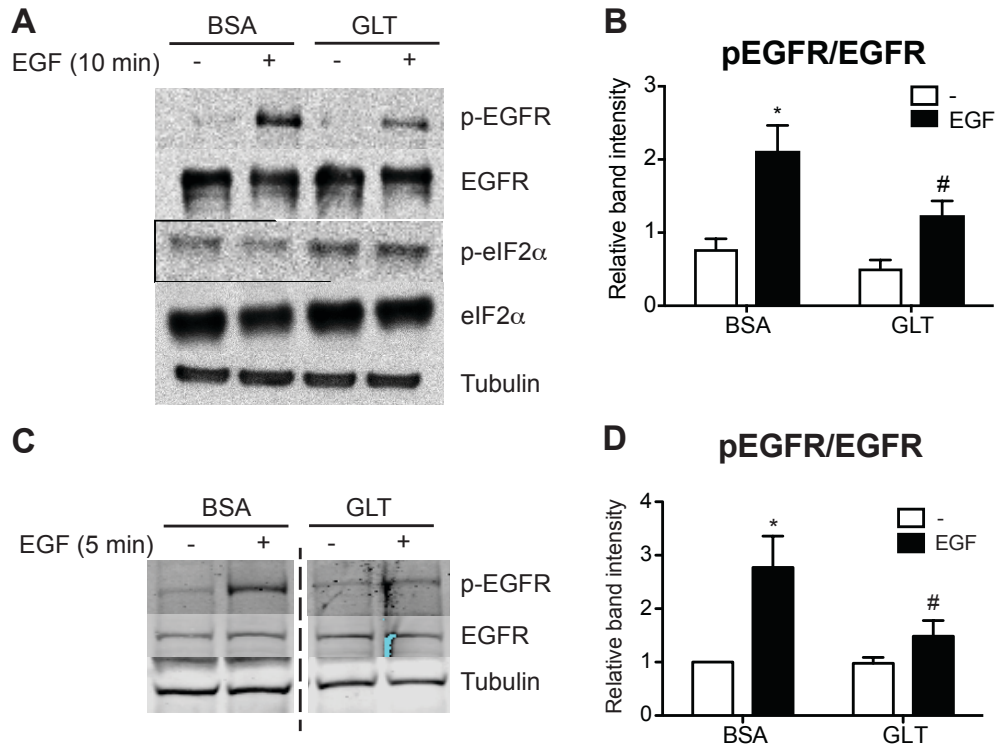 A
BSA GLT
EGF (10 min) - + - +
p-EGFR
EGFR
p-eIF2α
eIF2α
Tubulin
B
pEGFR/EGFR
Relative band intensity
3
2
1
0
*
#
-
EGF
BSA GLT
C
BSA GLT
EGF (5 min) - + - +
p-EGFR
EGFR
Tubulin
D
pEGFR/EGFR
Relative band intensity
4
3
2
1
0
*
#
-
EGF
BSA GLT